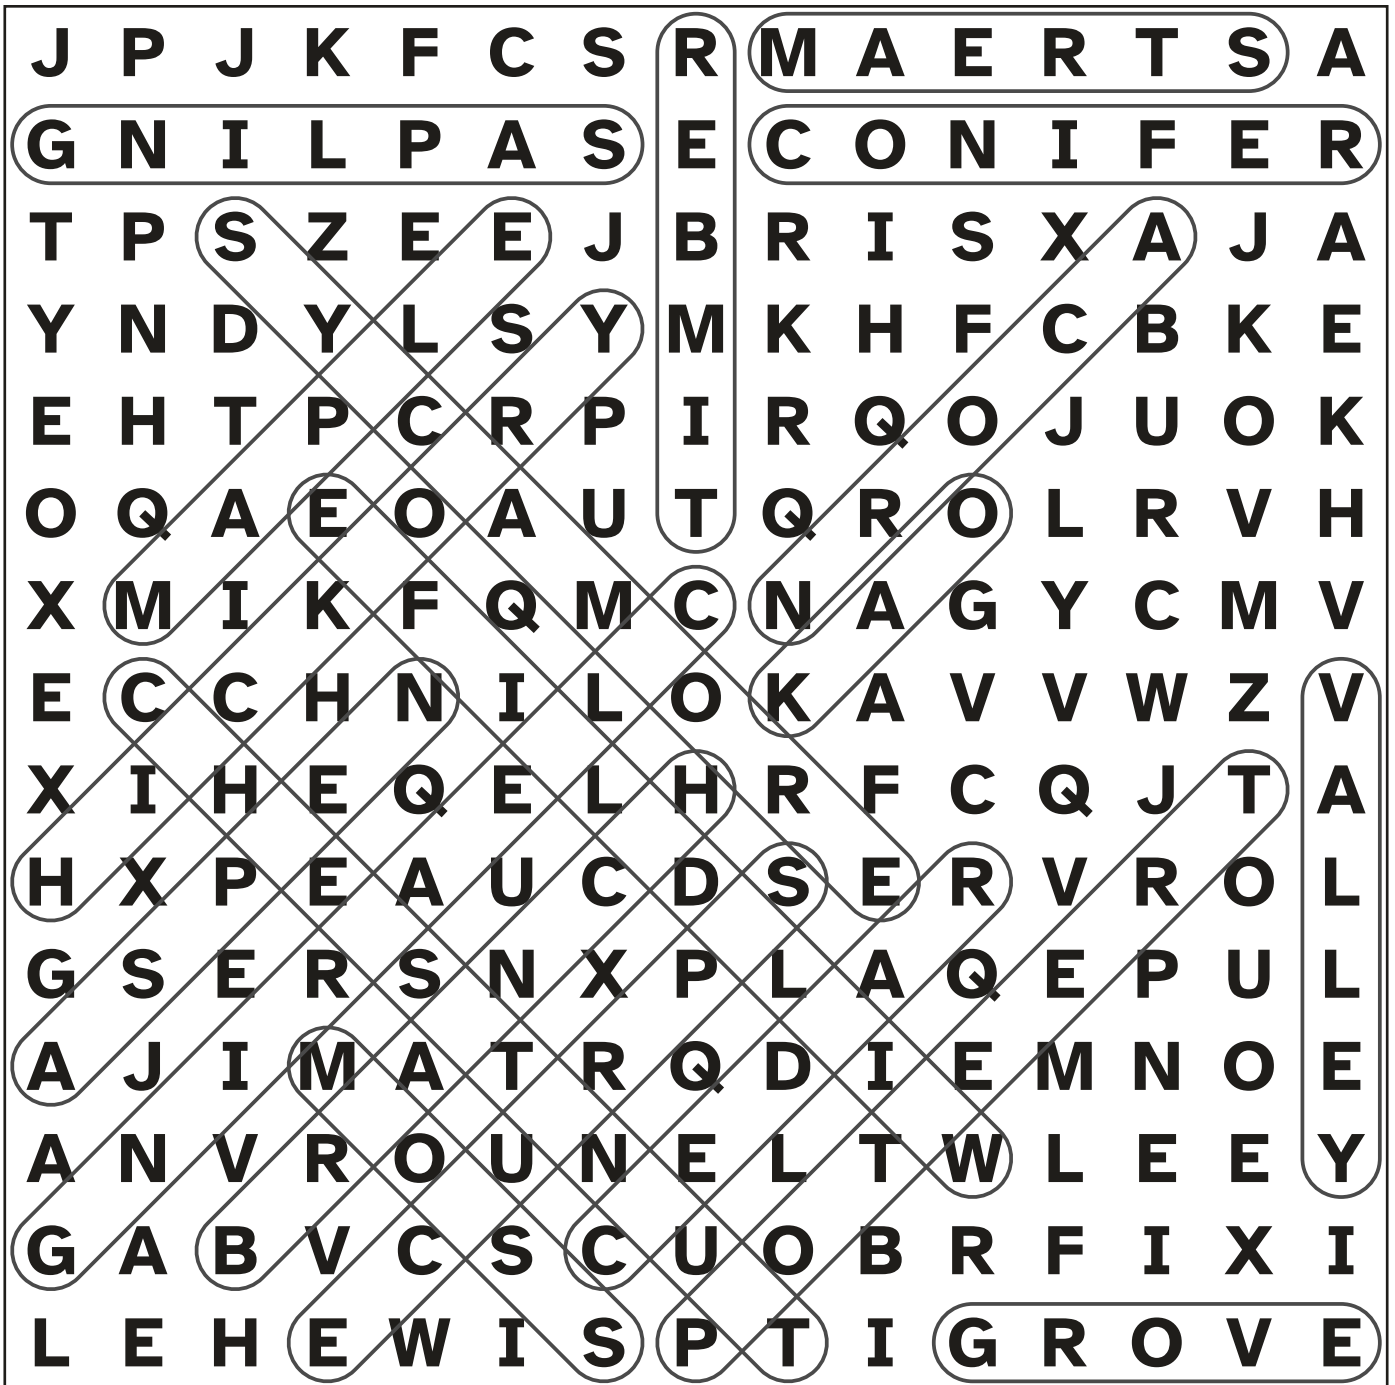 J P J K F C S R M A E R T S A
G N I L P A S E C O N I F E R
T P S Z E E J B R I S X A J A
Y N D Y L S Y M K H F C B K E
E H T P C R P I R Q O J U O K
O Q A E O A U T Q R O L R V H
X M I K F Q M C N A G Y C M V
E C C H N I L O K A V V W Z V
X I H E Q E L H R F C Q J T A
H X P E A U C D S E R V R O L
G S E R S N X P L A Q E P U L
A J I M A T R Q D I E M N O E
A N V R O U N E L T W L E E Y
G A B V C S C U O B R F I X I
L E H E W I S P T I G R O V E